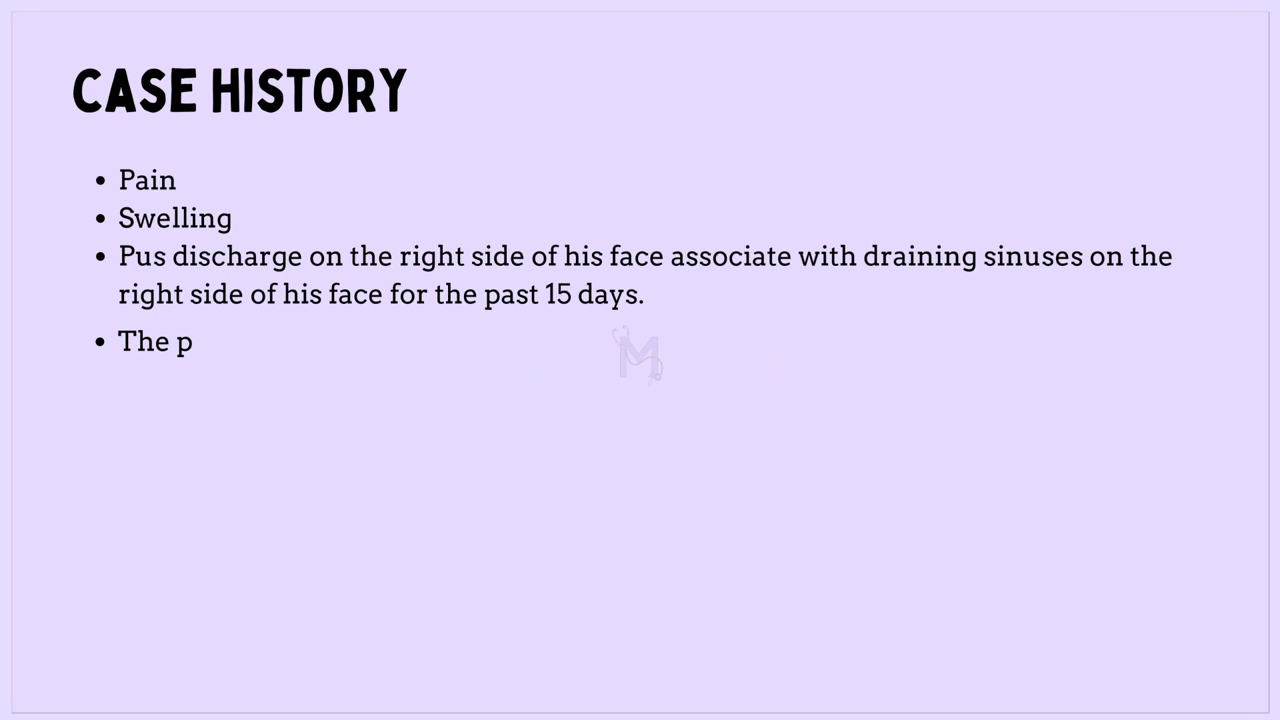 CASE HISTORY
• Pain
• Swelling
• Pus discharge on the right side of his face associate with draining sinuses on the
right side of his face for the past 15 days.
• The p
M